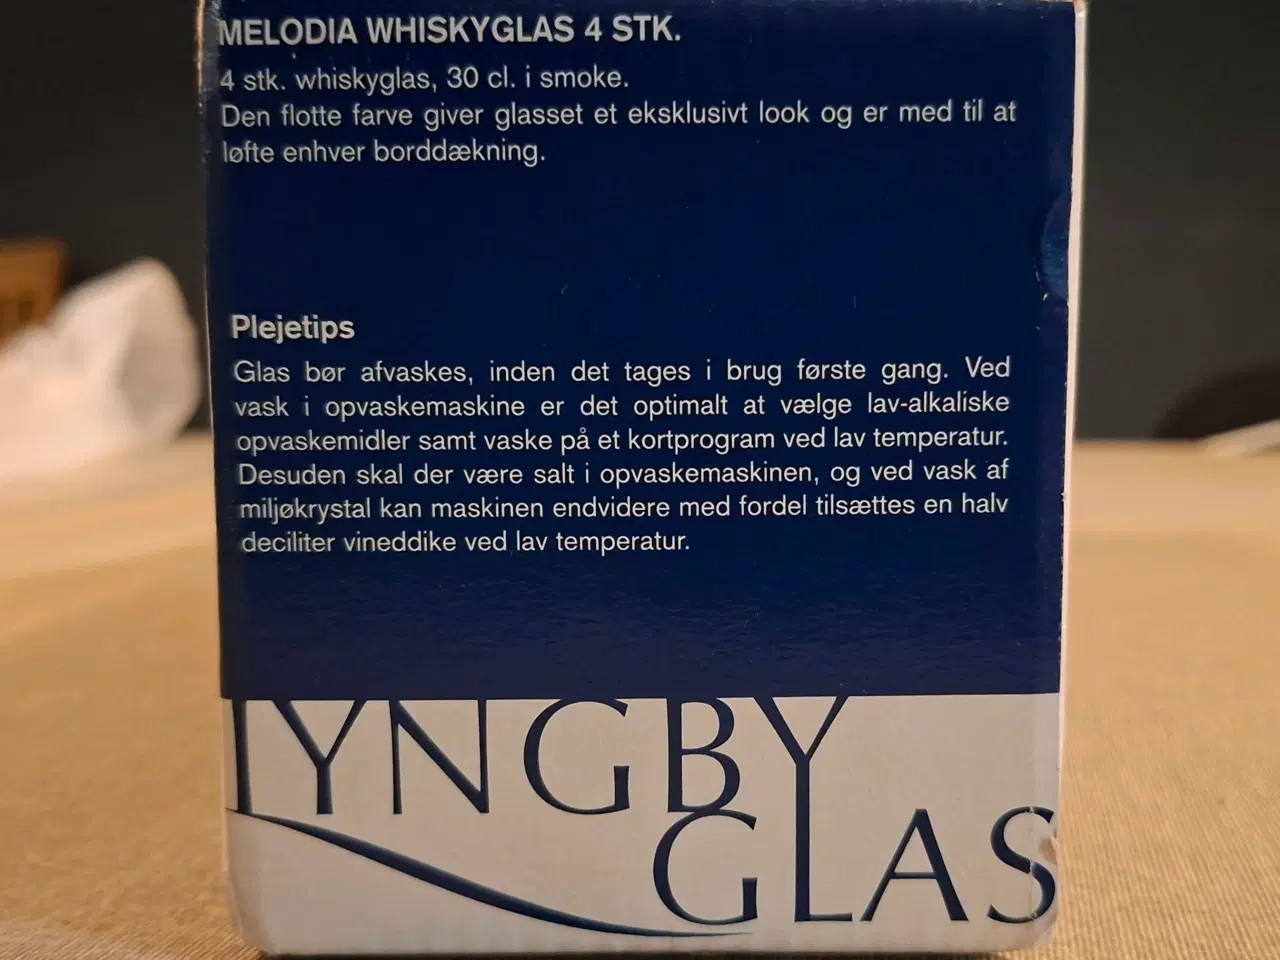 MELODIA WHISKYGLAS 4 STK.
4 stk. whiskyglas, 30 cl. i smoke.
Den flotte farve giver glasset et eksklusivt look og er med til at
løfte enhver borddækning.
Plejetips
Glas bør afvaskes, inden det tages i brug første gang. Ved
vask i opvaskemaskine er det optimalt at vælge lav-alkaliske
opvaskemidler samt vaske på et kortprogram ved lav temperatur.
Desuden skal der være salt i opvaskemaskinen, og ved vask af
miljøkrystal kan maskinen endvidere med fordel tilsættes en halv
deciliter vineddike ved lav temperatur.
LYNGBY
GLAS